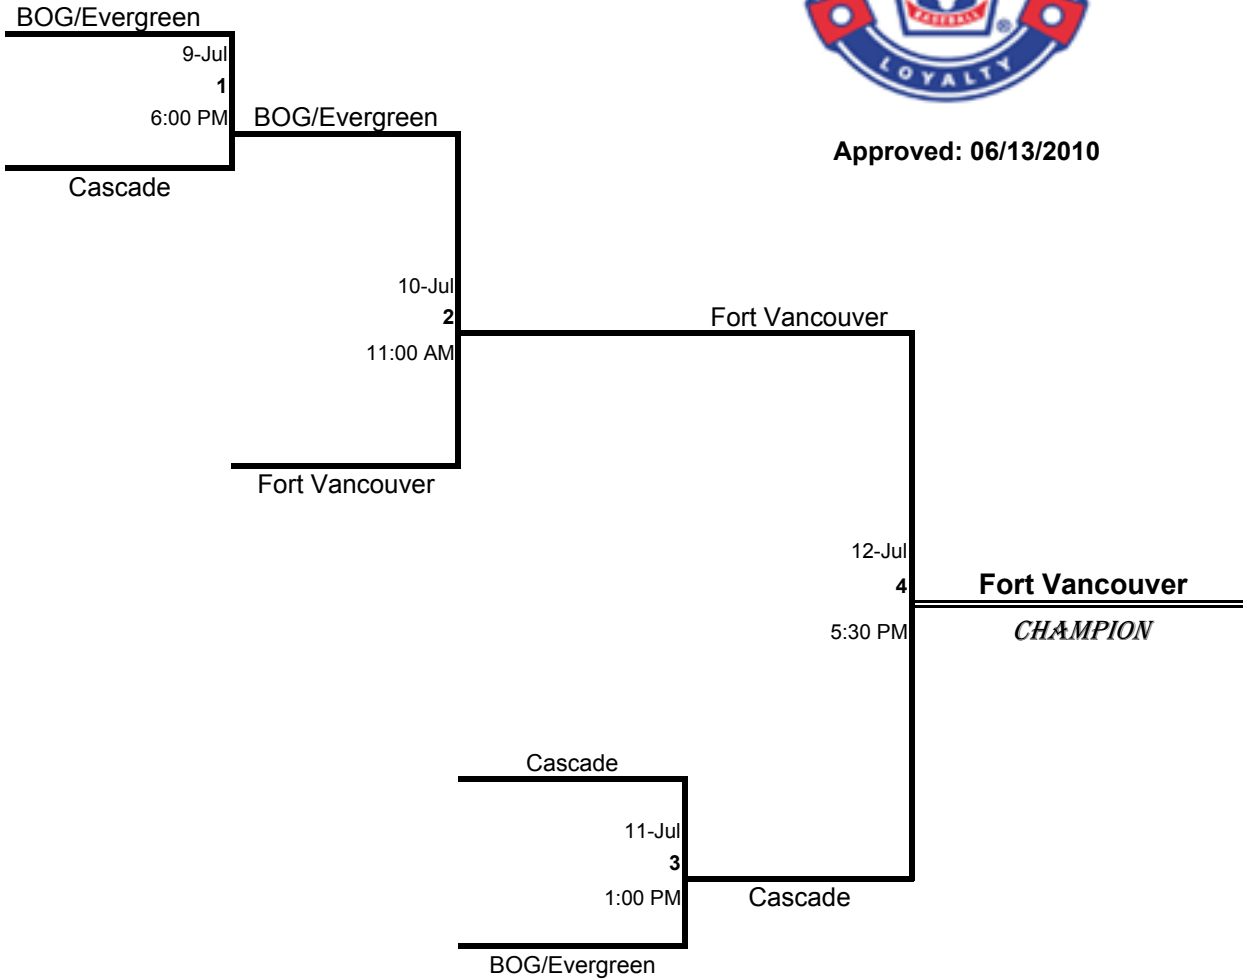 BOG/Evergreen
9-Jul
1
6:00 PM
Cascade
BOG/Evergreen
BASEBALL
®
LOYALTY
Approved: 06/13/2010
10-Jul
2
11:00 AM
Fort Vancouver
Fort Vancouver
12-Jul
4
5:30 PM
Fort Vancouver
CHAMPION
Cascade
11-Jul
3
1:00 PM
Cascade
BOG/Evergreen